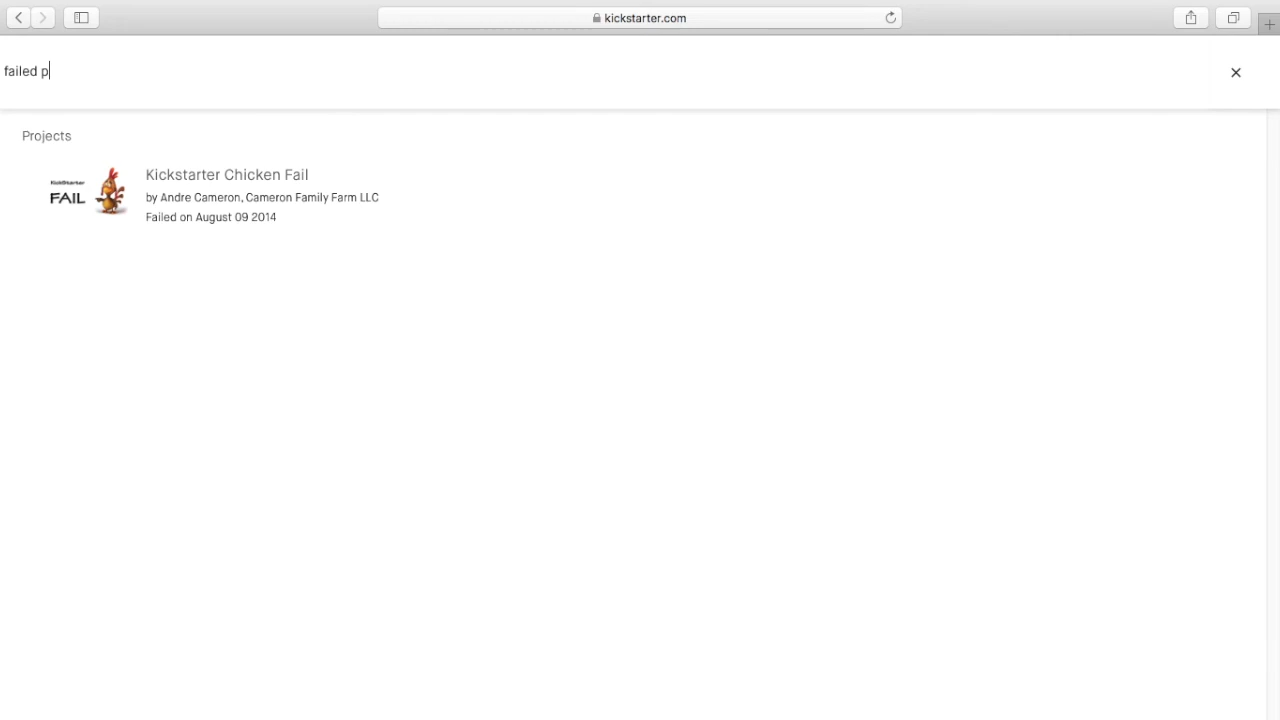 kickstarter.com
failed p
Projects
KickStarter
FAIL
Kickstarter Chicken Fail
by Andre Cameron, Cameron Family Farm LLC
Failed on August 09 2014